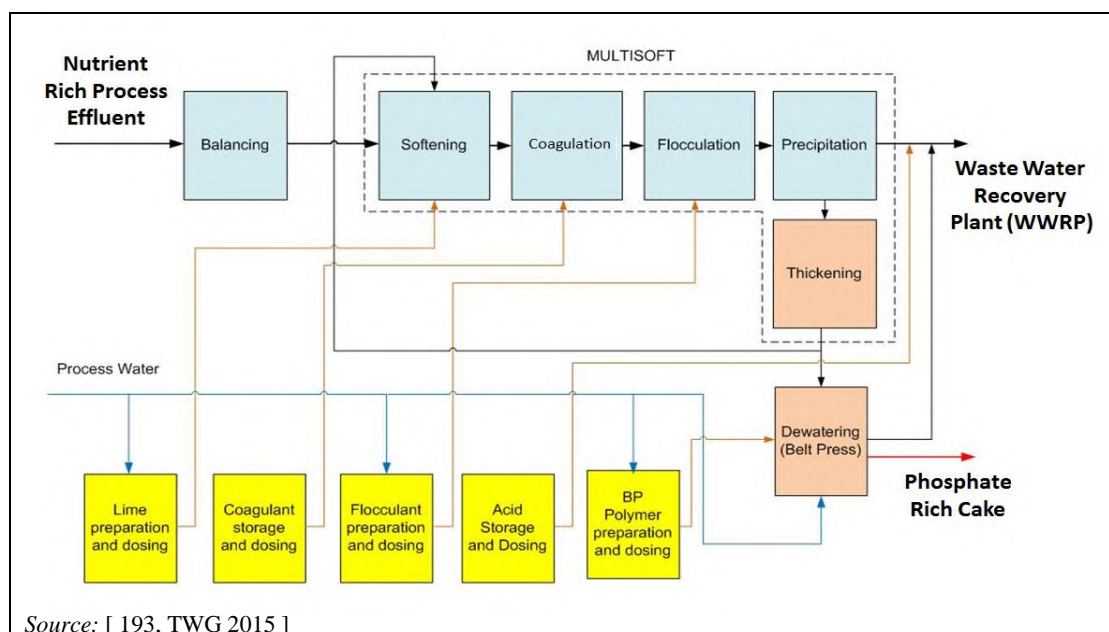 MULTISOFT
Nutrient
Rich Process
Effluent
Balancing
Softening
Coagulation
Flocculation
Precipitation
Waste Water
Recovery
Plant (WWRP)
Thickening
Process Water
Dewatering
(Belt Press)
Phosphate
Rich Cake
Lime
preparation
and dosing
Coagulant
storage
and dosing
Flocculant
preparation
and dosing
Acid
Storage
and Dosing
BP
Polymer
preparation
and dosing
Source: [ 193, TWG 2015 ]